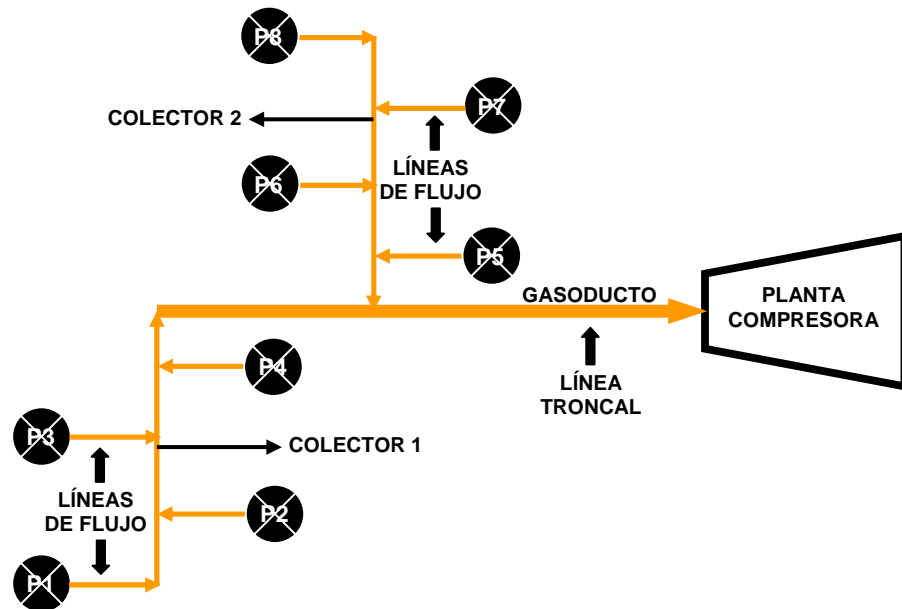 P8
P7
COLECTOR 2
LÍNEAS
DE FLUJO
P6
P5
GASODUCTO
PLANTA
COMPRESORA
LÍNEA
TRONCAL
P4
P3
COLECTOR 1
LÍNEAS
DE FLUJO
P2
P1